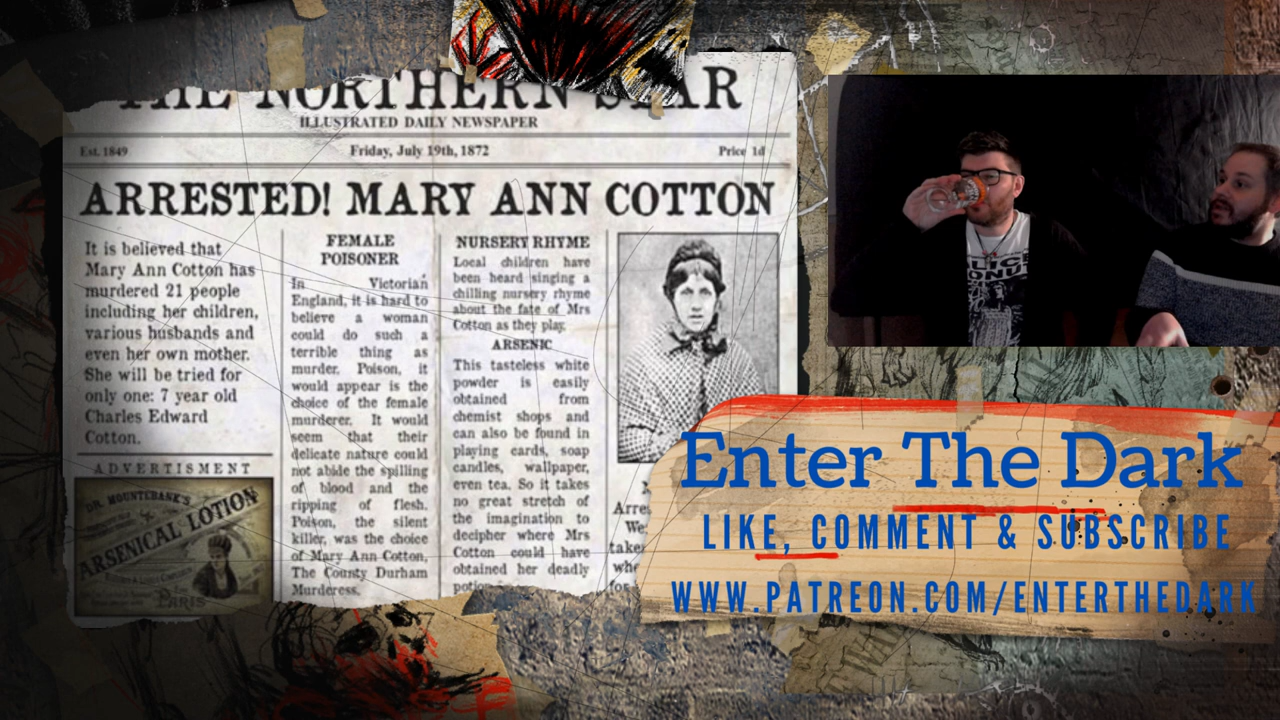 THE NORTHERN STAR
ILLUSTRATED DAILY NEWSPAPER
Est. 1849
Friday, July 19th, 1872
Price 1d
ARRESTED! MARY ANN COTTON
It is believed that
Mary Ann Cotton has
murdered 21 people
including her children,
various husbands and
even her own mother.
She will be tried for
only one: 7 year old
Charles Edward
Cotton.
ADVERTISMENT
DR. MOUNTEBANK'S
ARSENICAL LOTION
PARIS
FEMALE
POISONER
In Victorian
England, it is hard to
believe a woman
could do such a
terrible thing as
murder. Poison, it
would appear is the
choice of the female
murderer. It would
seem that their
delicate nature could
not abide the spilling
of blood and the
ripping of flesh.
Poison, the silent
killer, was the choice
of Mary Ann Cotton,
The County Durham
Murderess.
NURSERY RHYME
Local children have
been heard singing a
chilling nursery rhyme
about the fate of Mrs
Cotton as they play.
ARSENIC
This tasteless white
powder is easily
obtained from
chemist shops and
can also be found in
playing cards, soap
candles, wallpaper,
even tea. So it takes
no great stretch of
the imagination to
decipher where Mrs
Cotton could have
obtained her deadly
Enter The Dark
LIKE, COMMENT & SUBSCRIBE
WWW.PATREON.COM/ENTERTHEDARK